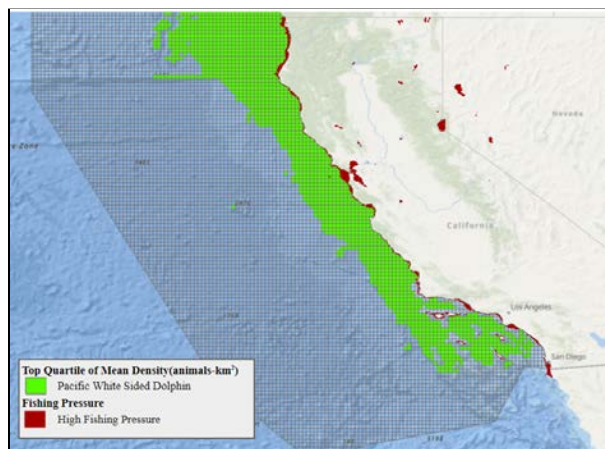 Nevada
California
Los Angeles
San Diego
Top Quartile of Mean Density(animals-km²)
Pacific White Sided Dolphin
Fishing Pressure
High Fishing Pressure